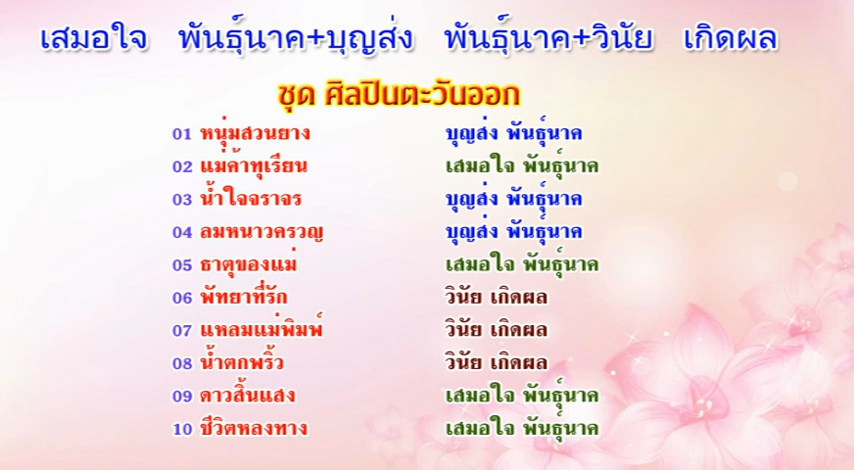 เสมอใจ พันธุ์นาค+บุญส่ง พันธุ์นาค+วินัย เกิดผล
ชุด ศิลปินตะวันออก
01 หนุ่มสวนยาง บุญส่ง พันธุ์นาค
02 แม่ค้าทุเรียน เสมอใจ พันธุ์นาค
03 น้ำใจจราจร บุญส่ง พันธุ์นาค
04 ลมหนาวครวญ บุญส่ง พันธุ์นาค
05 ธาตุของแม่ เสมอใจ พันธุ์นาค
06 พัทยาที่รัก วินัย เกิดผล
07 แหลมแม่พิมพ์ วินัย เกิดผล
08 น้ำตกพริ้ว วินัย เกิดผล
09 ดาวสิ้นแสง เสมอใจ พันธุ์นาค
10 ชีวิตหลงทาง เสมอใจ พันธุ์นาค